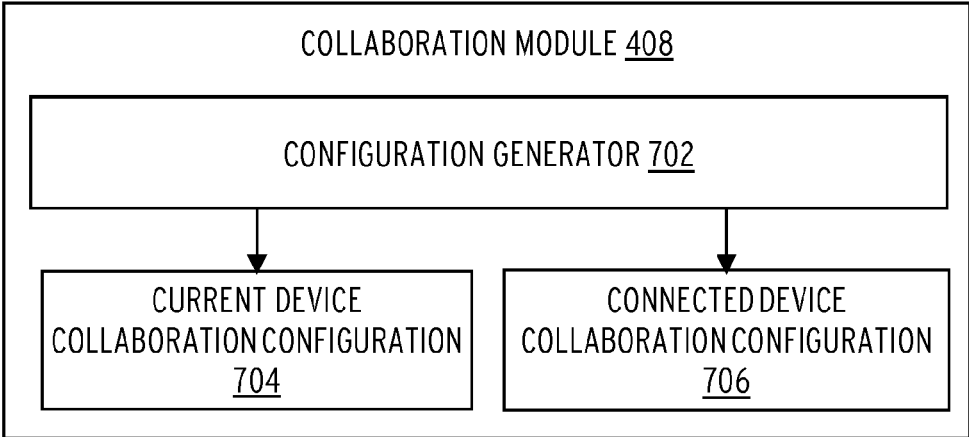 COLLABORATION MODULE 408
CONFIGURATION GENERATOR 702
CURRENT DEVICE
COLLABORATION CONFIGURATION
704
CONNECTED DEVICE
COLLABORATION CONFIGURATION
706